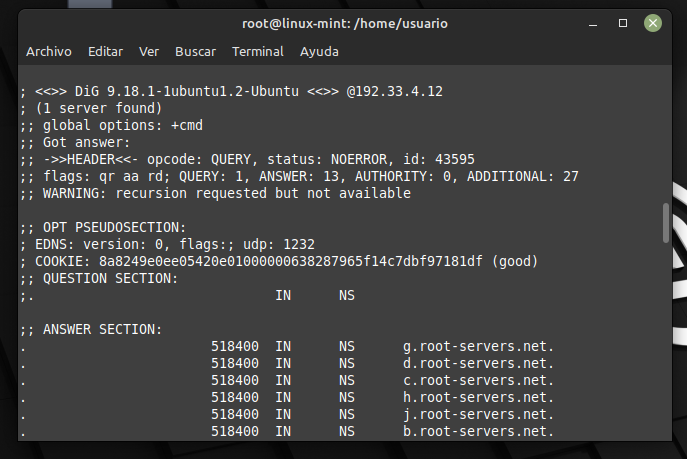 root@linux-mint: /home/usuario
Archivo Editar Ver Buscar Terminal Ayuda
; <<>> DiG 9.18.1-1ubuntu1.2-Ubuntu <<>> @192.33.4.12
; (1 server found)
;; global options: +cmd
;; Got answer:
;; ->>HEADER<<- opcode: QUERY, status: NOERROR, id: 43595
;; flags: qr aa rd; QUERY: 1, ANSWER: 13, AUTHORITY: 0, ADDITIONAL: 27
;; WARNING: recursion requested but not available
;; OPT PSEUDOSECTION:
; EDNS: version: 0, flags:; udp: 1232
; COOKIE: 8a8249e0ee05420e01000000638287965f14c7dbf97181df (good)
;; QUESTION SECTION:
;. IN NS
;; ANSWER SECTION:
. 518400 IN NS g.root-servers.net.
. 518400 IN NS d.root-servers.net.
. 518400 IN NS c.root-servers.net.
. 518400 IN NS h.root-servers.net.
. 518400 IN NS j.root-servers.net.
. 518400 IN NS b.root-servers.net.